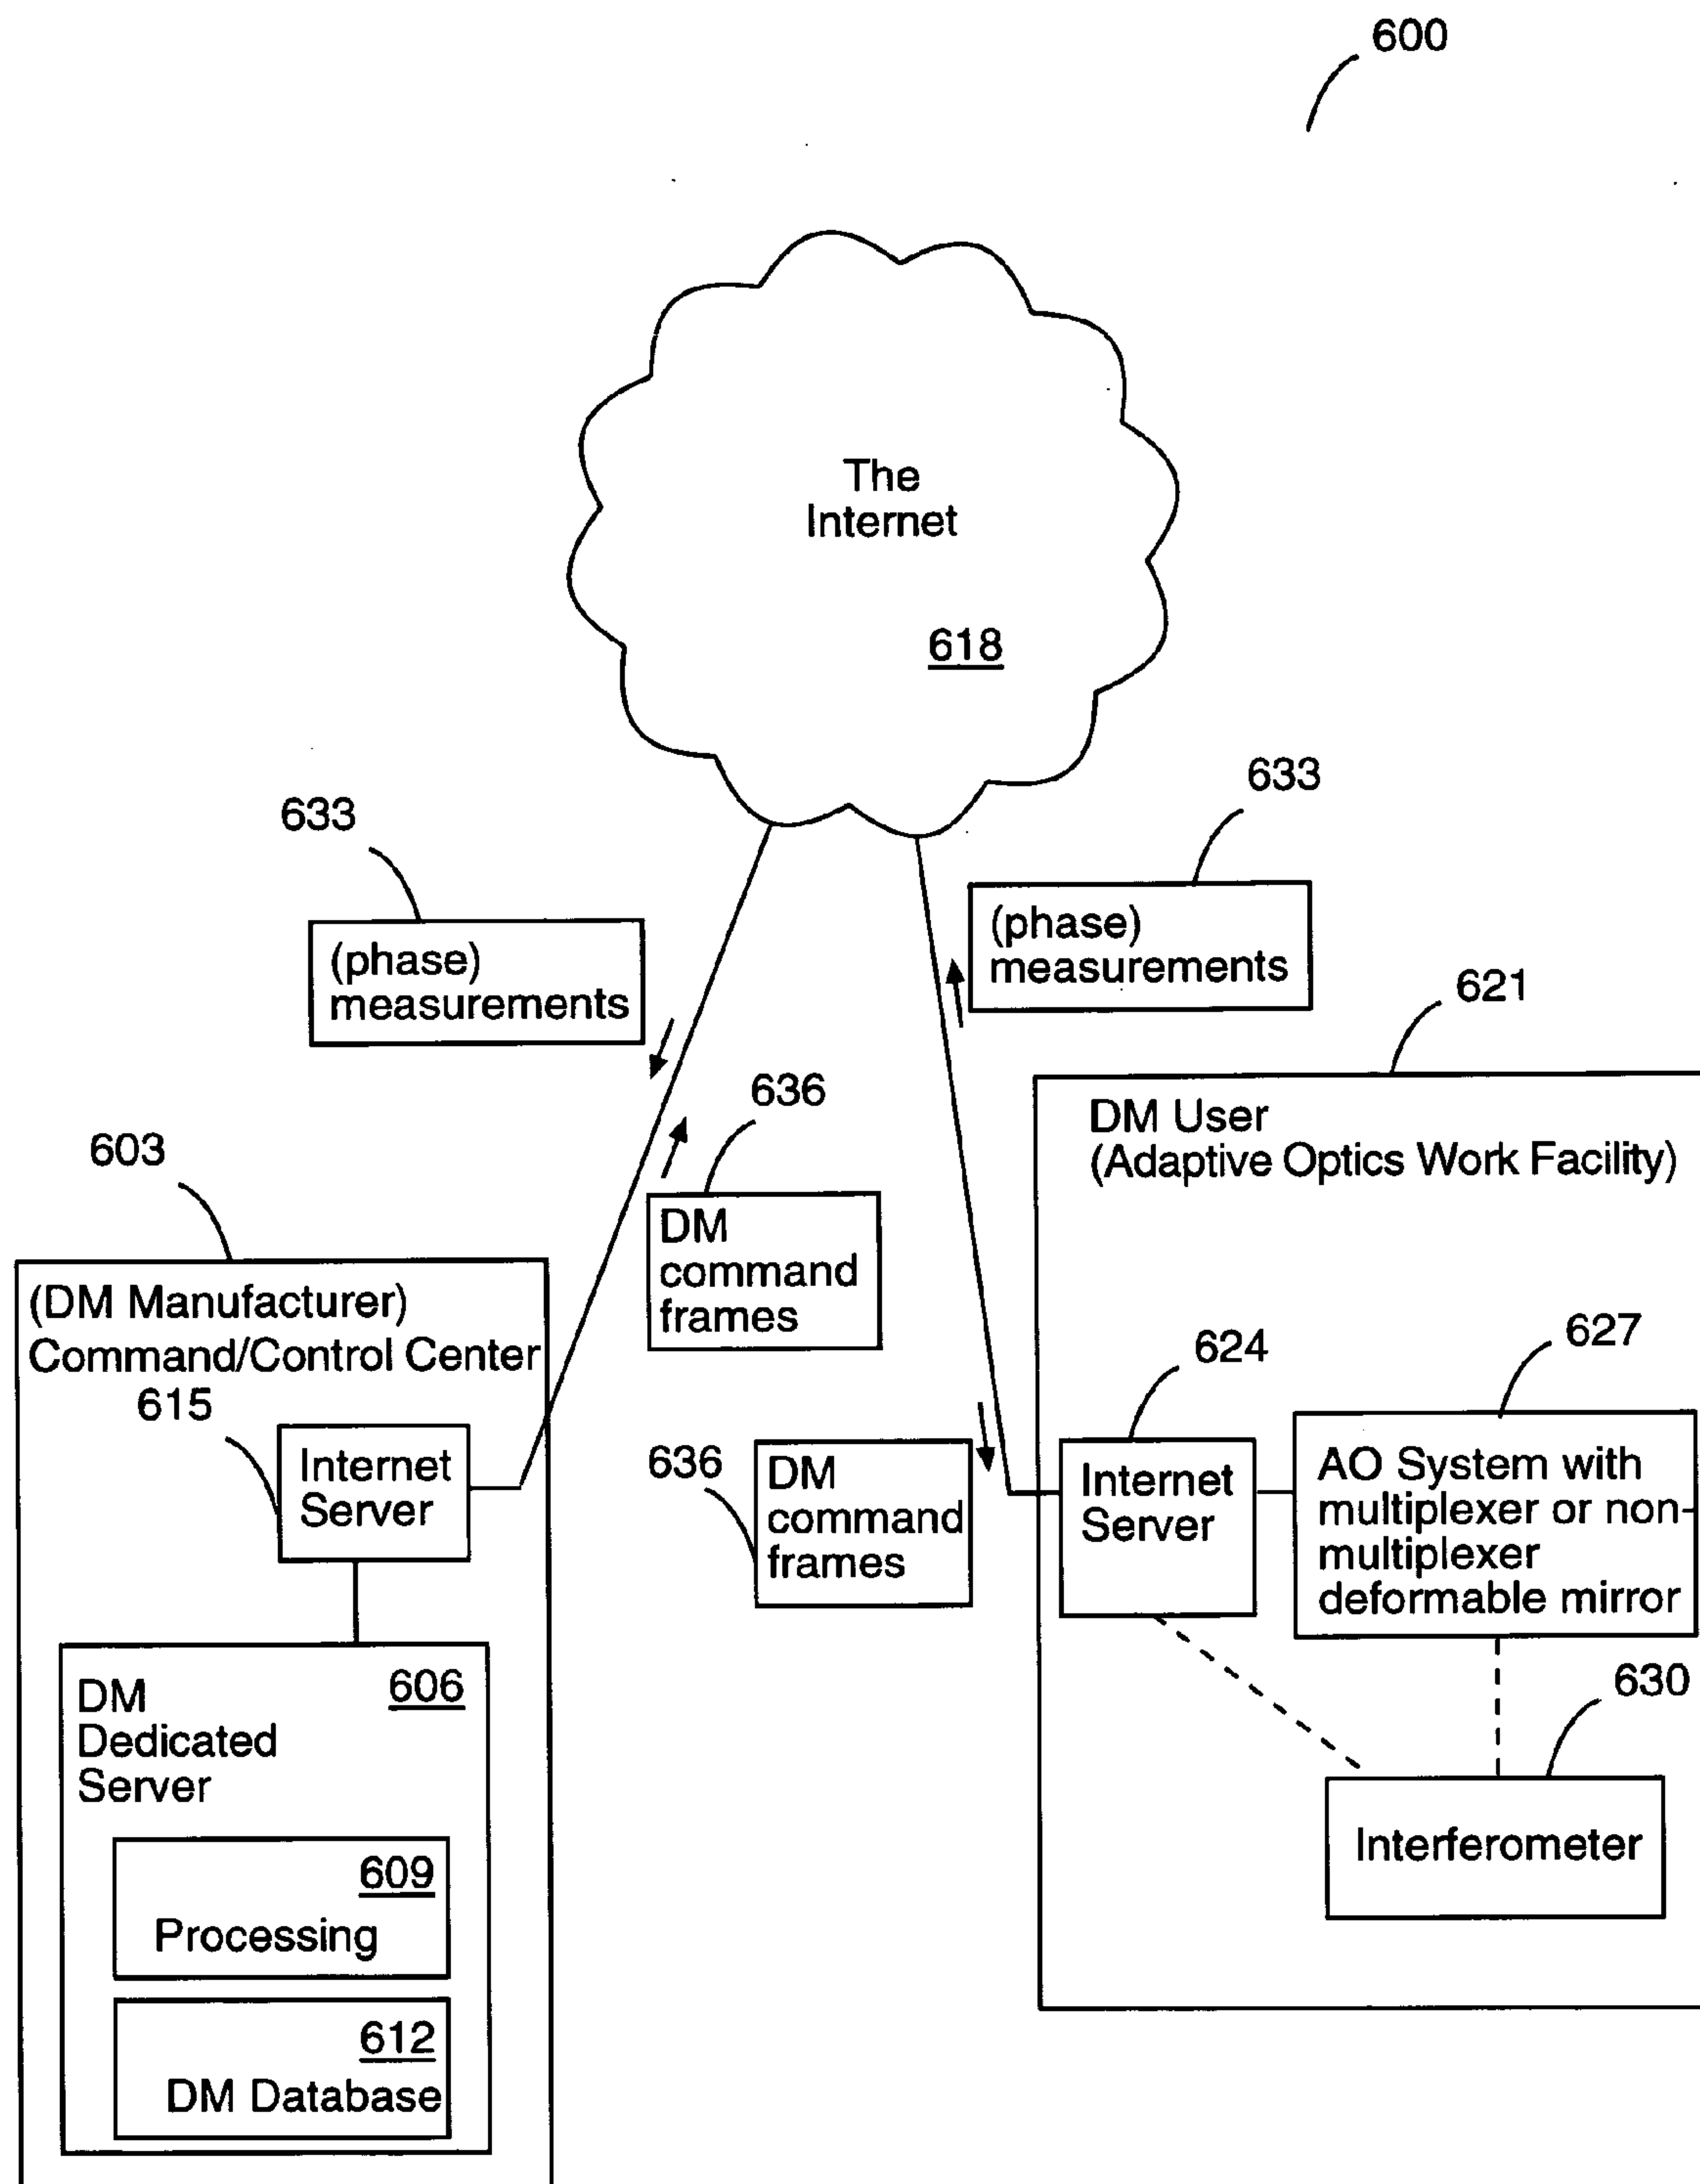 600
The
Internet
618
633
(phase)
measurements
633
(phase)
measurements
621
DM User
(Adaptive Optics Work Facility)
636
DM
command
frames
603
(DM Manufacturer)
Command/Control Center
615
Internet
Server
636
DM
command
frames
624
Internet
Server
627
AO System with
multiplexer or non-
multiplexer
deformable mirror
630
Interferometer
606
DM
Dedicated
Server
609
Processing
612
DM Database